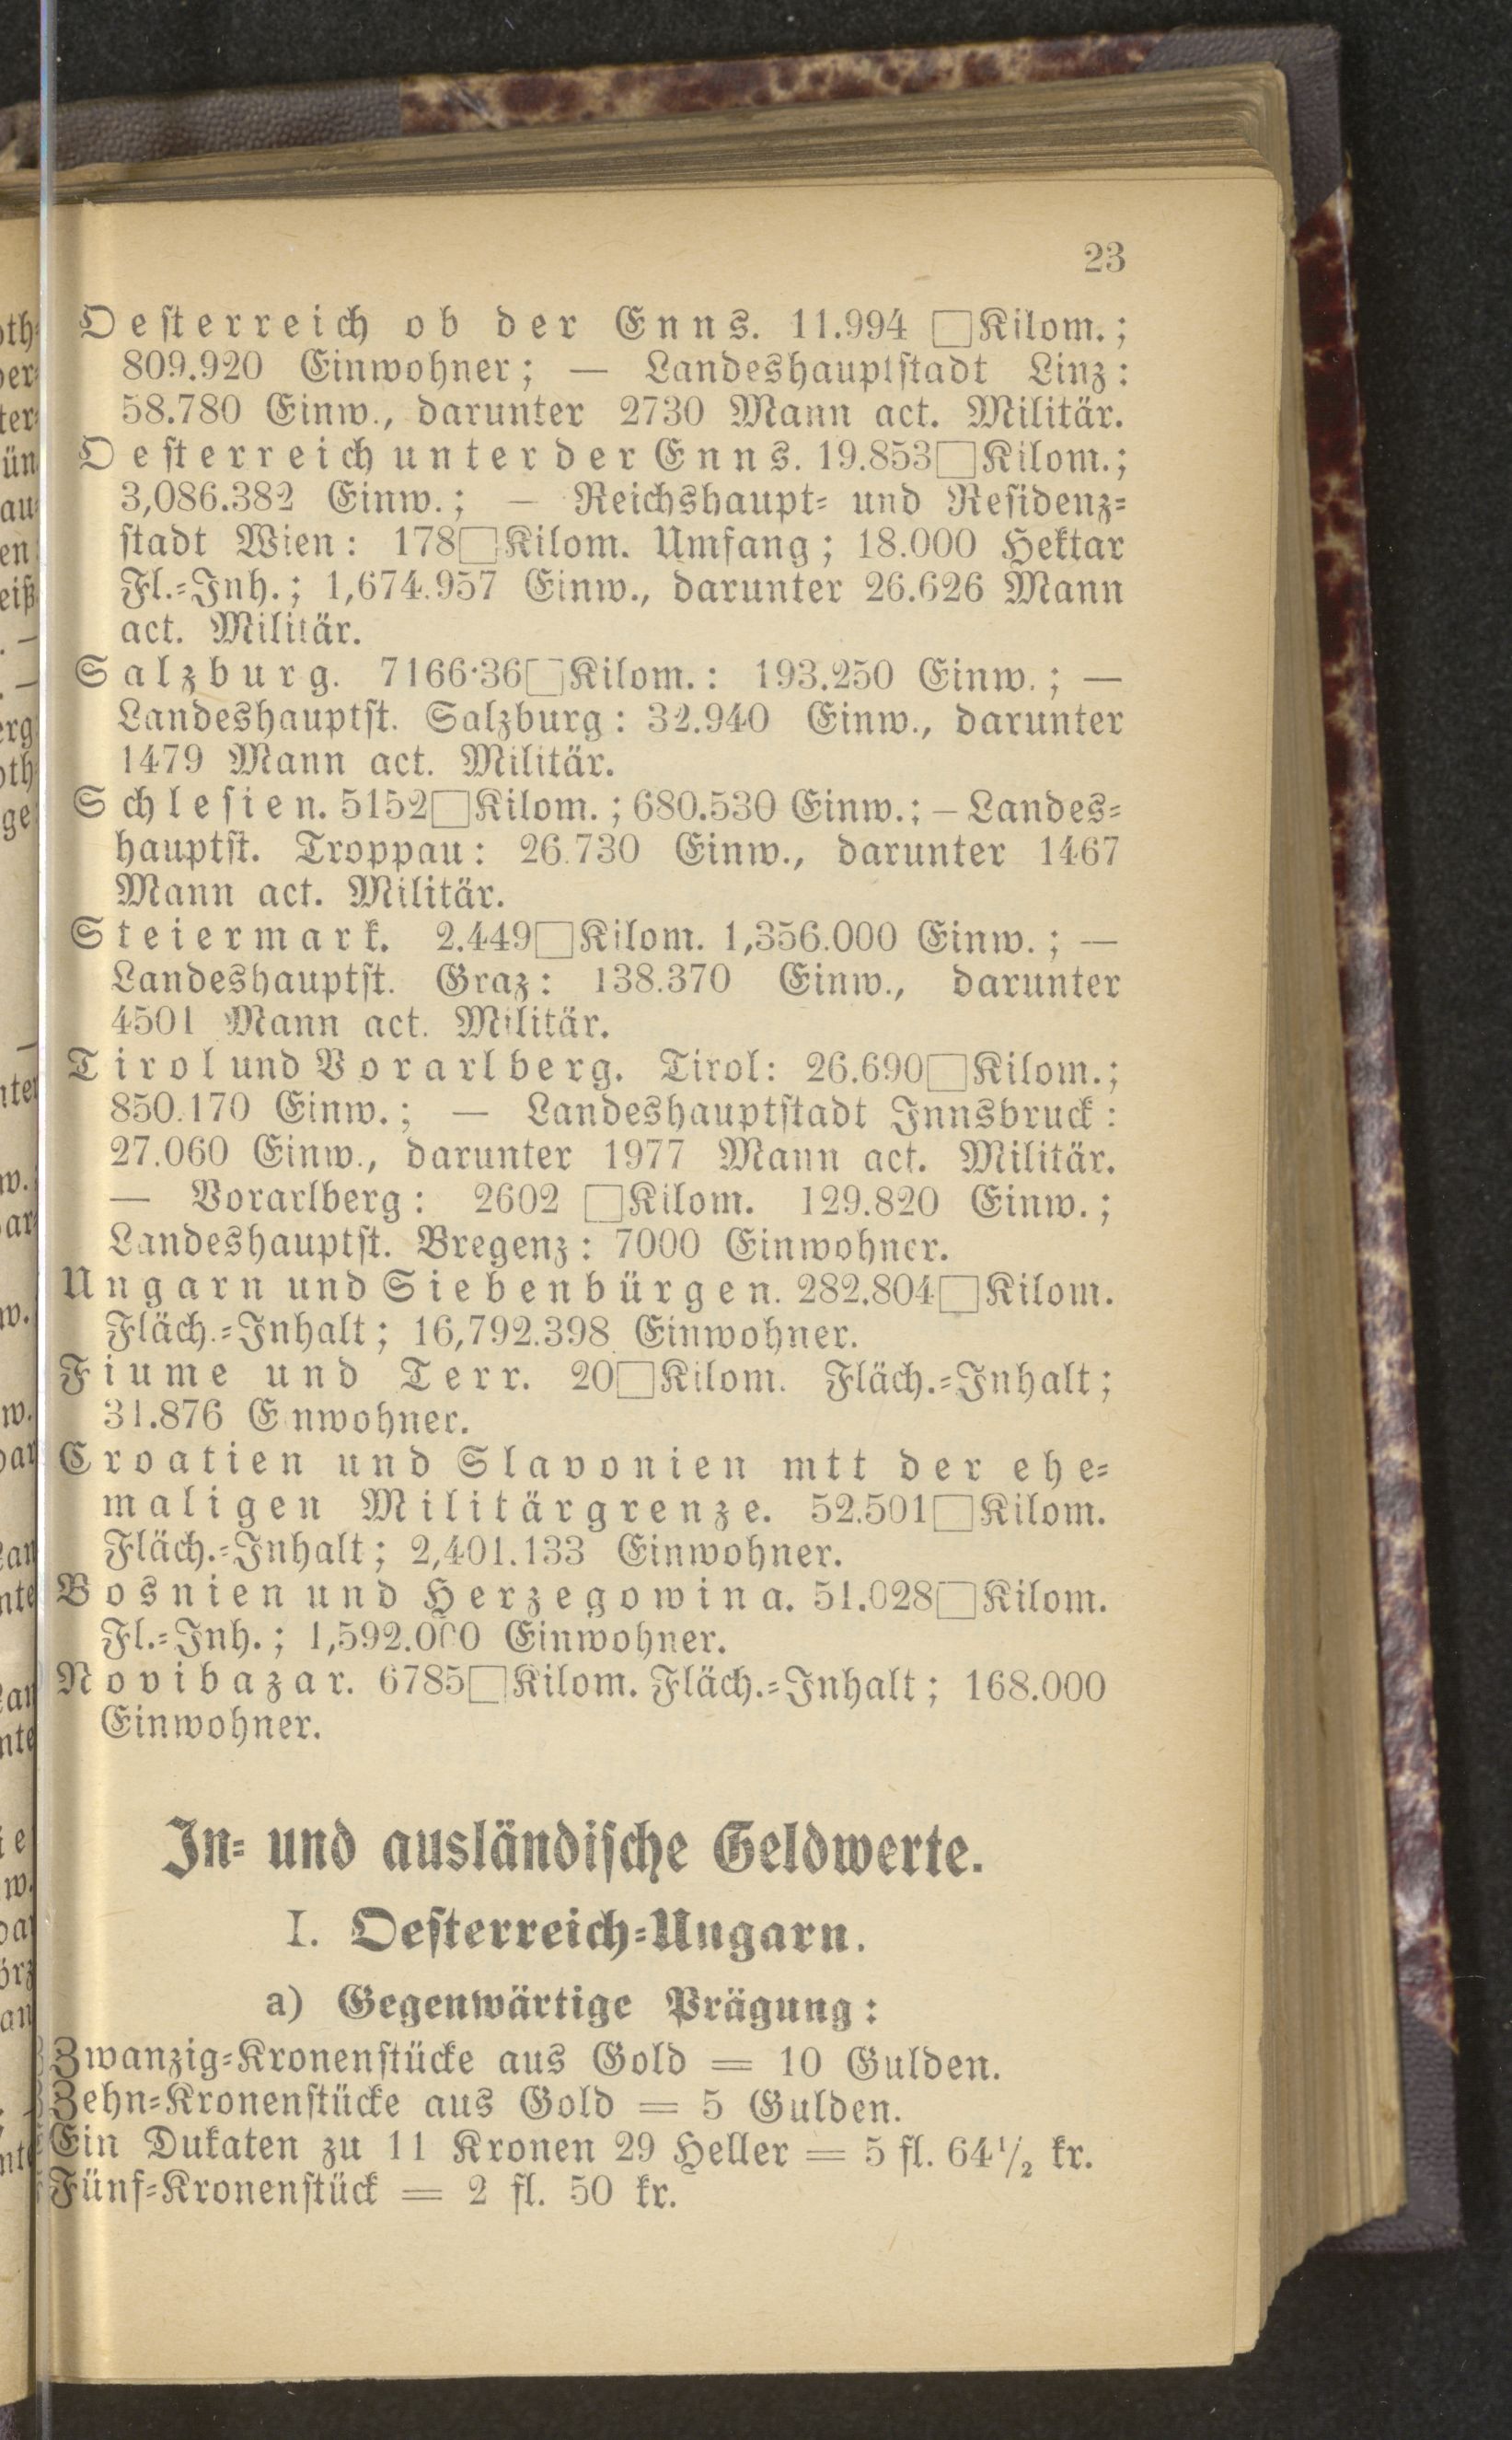 23
Oesterreich ob der Enns. 11.994 □Kilom.;
809.920 Einwohner; — Landeshauptstadt Linz:
58.780 Einw., darunter 2730 Mann act. Militär.
Oesterreich unter der Enns. 19.853□Kilom.;
3,086.382 Einw.; — Reichshaupt- und Residenz-
stadt Wien: 178□Kilom. Umfang; 18.000 Hektar
Fl.-Inh.; 1,674.957 Einw., darunter 26.626 Mann
act. Militär.
Salzburg. 7166·36□Kilom.: 193.250 Einw.; —
Landeshauptst. Salzburg: 32.940 Einw., darunter
1479 Mann act. Militär.
Schlesien. 5152□Kilom.; 680.530 Einw.; — Landes-
hauptst. Troppau: 26.730 Einw., darunter 1467
Mann act. Militär.
Steiermark. 2.449□Kilom. 1,356.000 Einw.; —
Landeshauptst. Graz: 138.370 Einw., darunter
4501 Mann act. Militär.
Tirol und Vorarlberg. Tirol: 26.690□Kilom.;
850.170 Einw.; — Landeshauptstadt Innsbruck:
27.060 Einw., darunter 1977 Mann act. Militär.
— Vorarlberg: 2602 □Kilom. 129.820 Einw.;
Landeshauptst. Bregenz: 7000 Einwohner.
Ungarn und Siebenbürgen. 282.804□Kilom.
Fläch.-Inhalt; 16,792.398 Einwohner.
Fiume und Terr. 20□Kilom. Fläch.-Inhalt;
31.876 E nwohner.
Croatien und Slavonien mtt der ehe-
maligen Militärgrenze. 52.501□Kilom.
Fläch.-Inhalt; 2,401.133 Einwohner.
Bosnien und Herzegowina. 51.028□Kilom.
Fl.-Inh.; 1,592.000 Einwohner.
Novibazar. 6785□Kilom. Fläch.-Inhalt; 168.000
Einwohner.
In- und ausländische Geldwerte.
I. Oesterreich-Ungarn.
a) Gegenwärtige Prägung:
Zwanzig-Kronenstücke aus Gold = 10 Gulden.
Zehn-Kronenstücke aus Gold = 5 Gulden.
Ein Dukaten zu 11 Kronen 29 Heller = 5 fl. 64½ kr.
Fünf-Kronenstück = 2 fl. 50 kr.